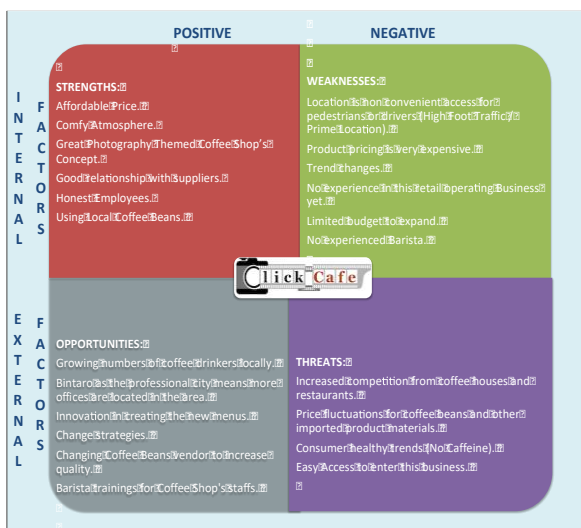 POSITIVE
NEGATIVE
INTERNAL
FACTORS
STRENGTHS:
Affordable Price.
Comfy Atmosphere.
Great Photography Themed Coffee Shop's
Concept.
Good relationship with suppliers.
Honest Employees.
Using Local Coffee Beans.
WEAKNESSES:
Location is non convenient access for
pedestrians or drivers (High Foot Traffic /
Prime Location).
Product pricing is very expensive.
Trend changes.
No experience in this retail operating Business
yet.
Limited budget to expand.
No experienced Barista.
Click Cafe
EXTERNAL
FACTORS
OPPORTUNITIES:
Growing numbers of coffee drinkers locally.
Bintaro as the professional city means more
offices are located in the area.
Innovation in creating the new menus.
Change strategies.
Changing Coffee Beans vendor to increase
quality.
Barista trainings for Coffee Shop's staffs.
THREATS:
Increased competition from coffee houses and
restaurants.
Price fluctuations for coffee beans and other
imported product materials.
Consumer healthy trends (No Caffeine).
Easy Access to enter this business.